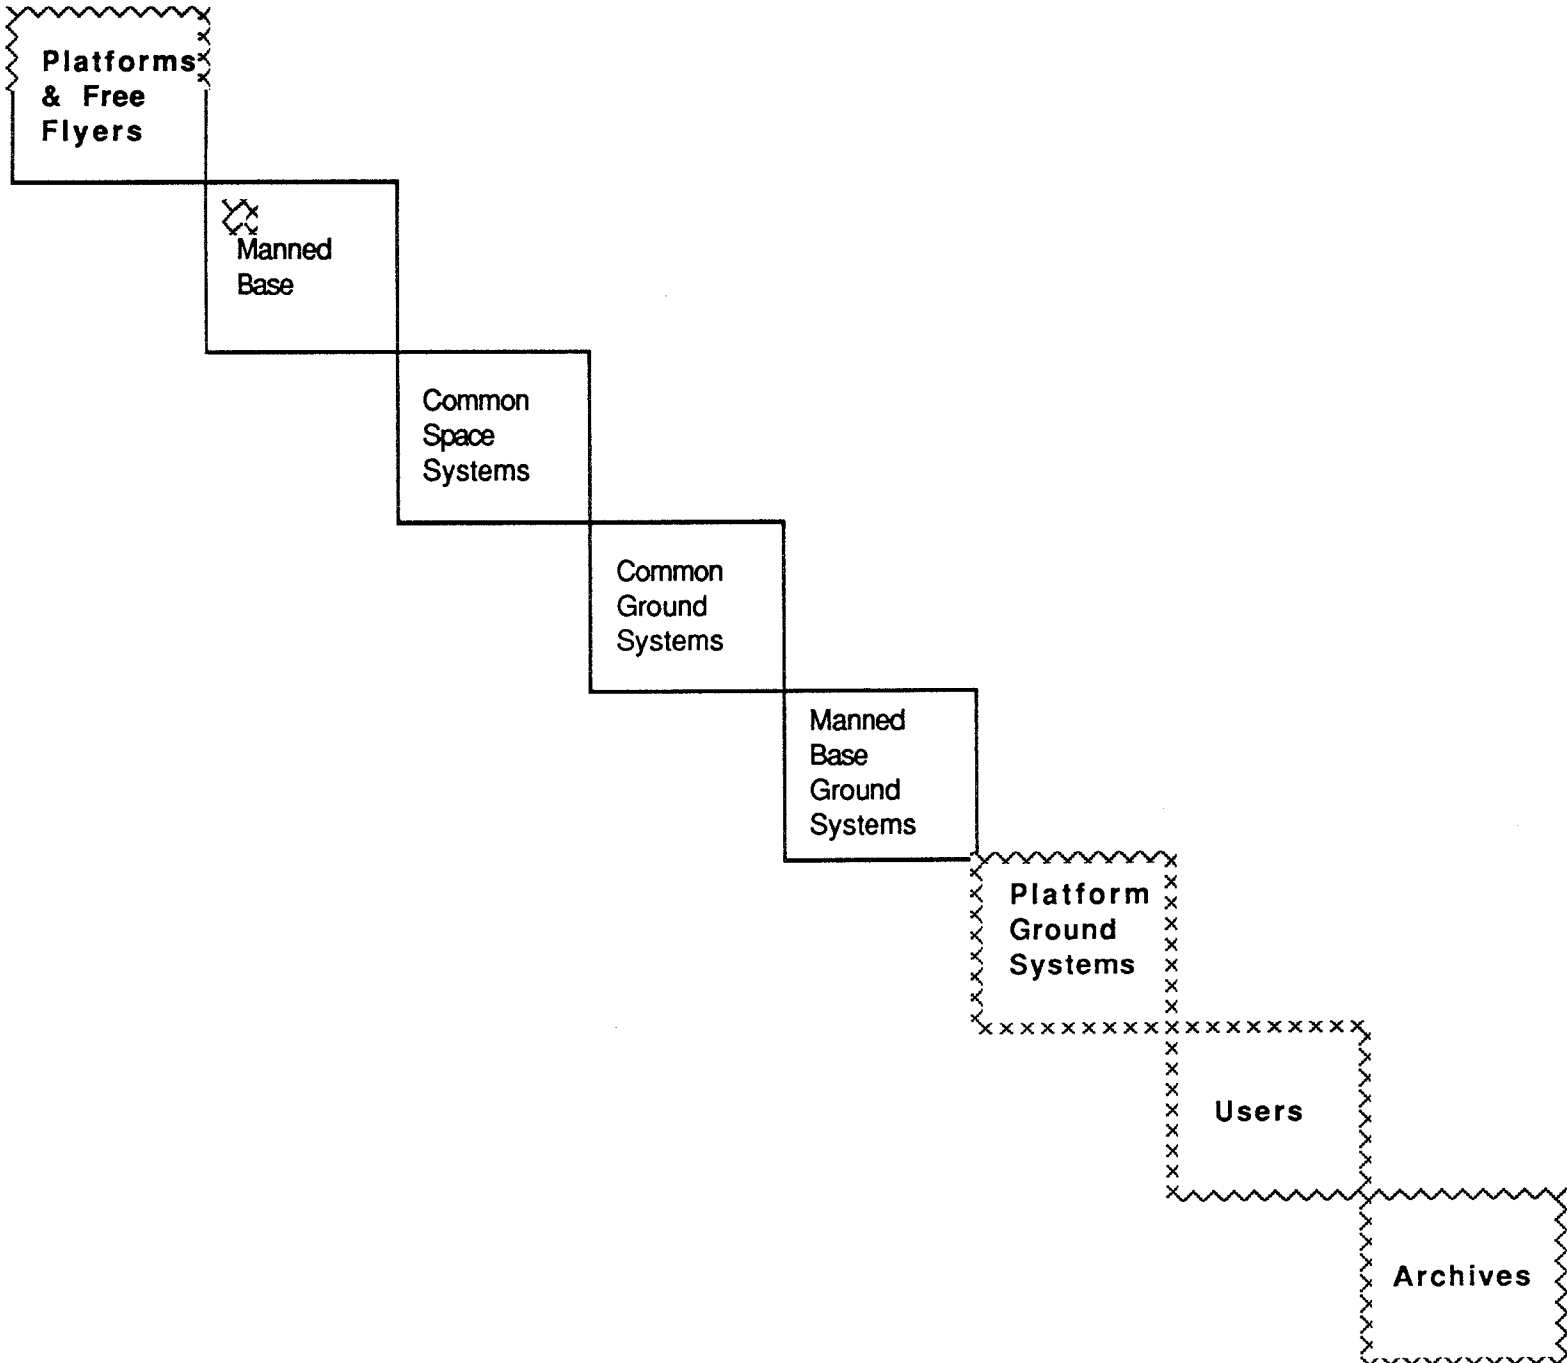 Platforms
& Free
Flyers
Manned
Base
Common
Space
Systems
Common
Ground
Systems
Manned
Base
Ground
Systems
Platform
Ground
Systems
Users
Archives